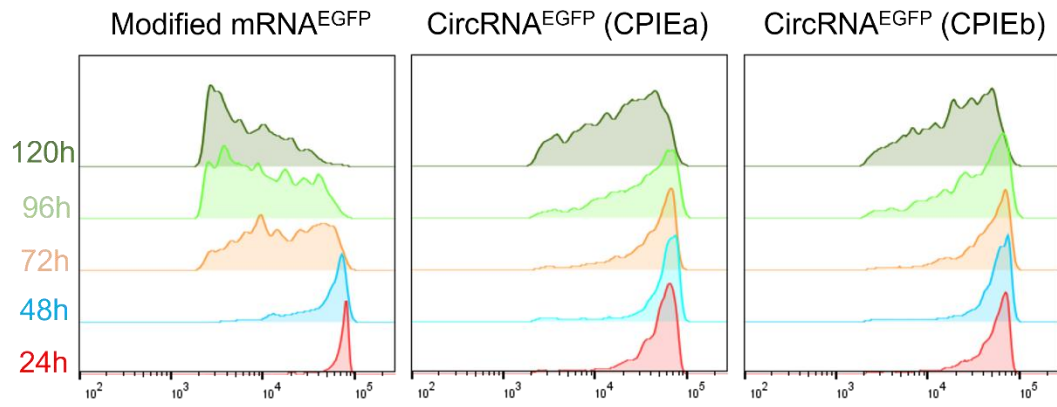 Modified mRNAEGFP CircRNAEGFP (CPIEa) CircRNAEGFP (CPIEb)
120h
96h
72h
48h
24h
10² 10³ 10⁴ 10⁵ 10² 10³ 10⁴ 10⁵ 10² 10³ 10⁴ 10⁵